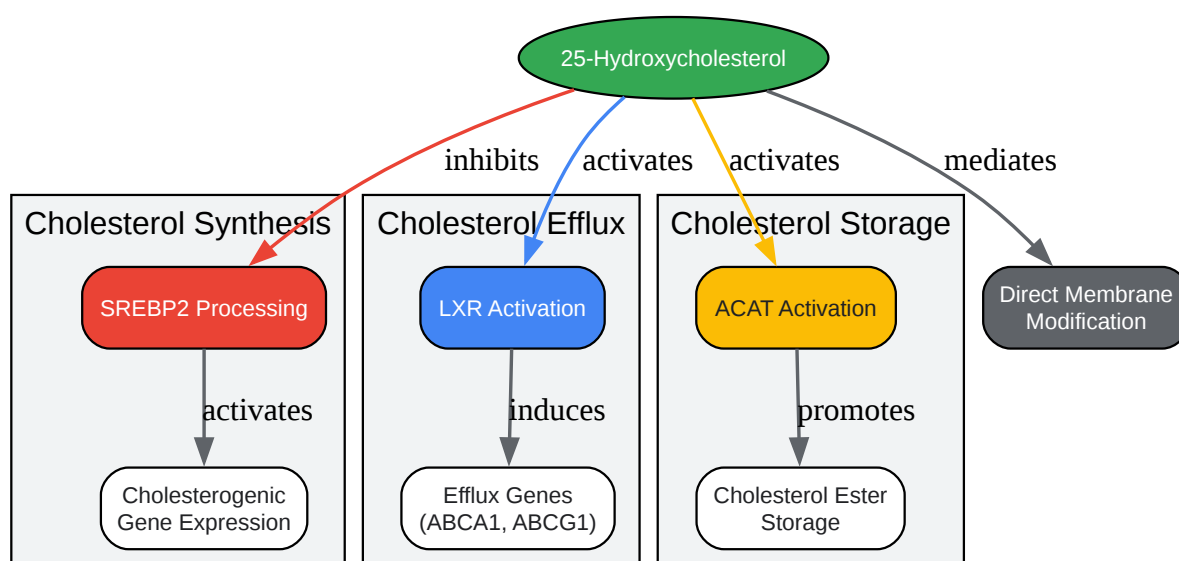 25-Hydroxycholesterol
inhibits
activates
activates
mediates
Cholesterol Synthesis
Cholesterol Efflux
Cholesterol Storage
SREBP2 Processing
LXR Activation
ACAT Activation
Direct Membrane
Modification
activates
induces
promotes
Cholesterogenic
Gene Expression
Efflux Genes
(ABCA1, ABCG1)
Cholesterol Ester
Storage